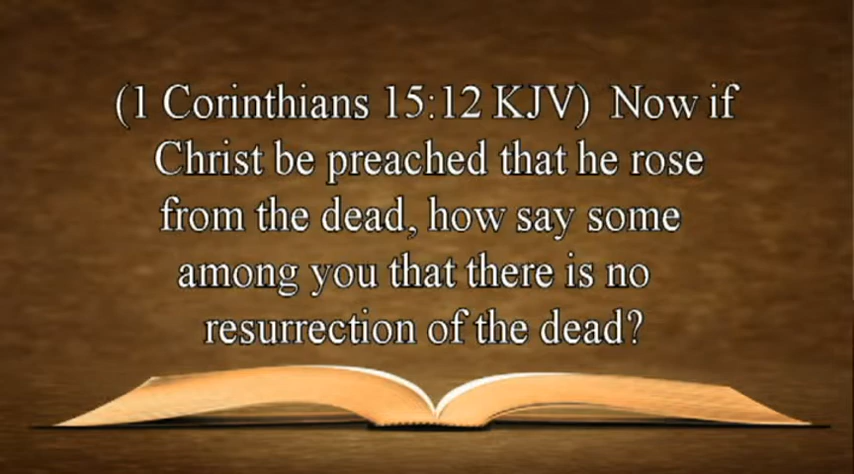 (1 Corinthians 15:12 KJV) Now if
Christ be preached that he rose
from the dead, how say some
among you that there is no
resurrection of the dead?